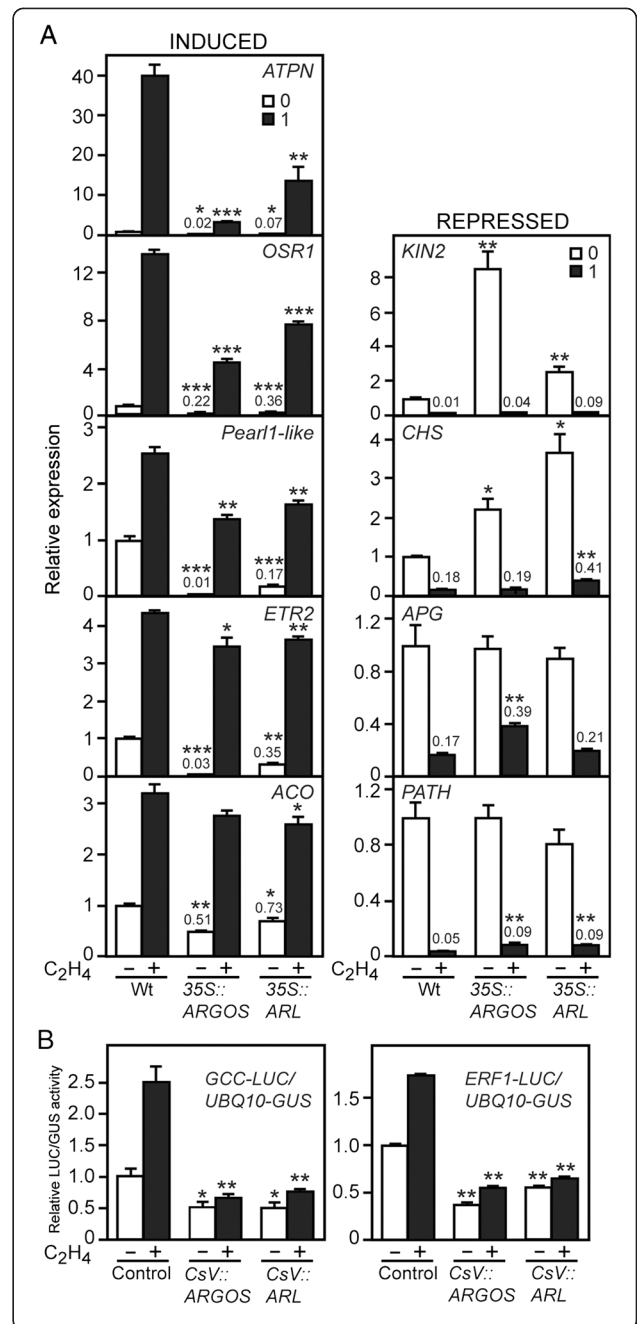 A
INDUCED
ATPN
0
1
40
30
20
10
0
*
0.02
***
*
0.07
**
OSR1
12
8
4
0
***
0.22
***
***
0.36
***
Pearl1-like
3
2
1
0
***
0.01
**
***
0.17
**
ETR2
4
3
2
1
0
***
0.03
*
**
0.35
**
ACO
3
2
1
0
**
0.51
*
0.73
*
Relative expression
C2H4
– + – + – +
Wt 35S:: 35S::
ARGOS ARL
REPRESSED
KIN2
0
1
8
6
4
2
0
0.01
**
0.04
**
0.09
CHS
4
3
2
1
0
0.18
*
0.19
*
**
0.41
APG
1.2
0.8
0.4
0
0.17
**
0.39
0.21
PATH
1.2
0.8
0.4
0
0.05
**
0.09
**
0.09
C2H4
– + – + – +
Wt 35S:: 35S::
ARGOS ARL
B
Relative LUC/GUS activity
GCC-LUC/
UBQ10-GUS
2.5
2.0
1.5
1.0
0.5
0
* ** * **
C2H4
– + – + – +
Control CsV:: CsV::
ARGOS ARL
ERF1-LUC/
UBQ10-GUS
1.5
1.0
0.5
0
** ** ** **
– + – + – +
Control CsV:: CsV::
ARGOS ARL